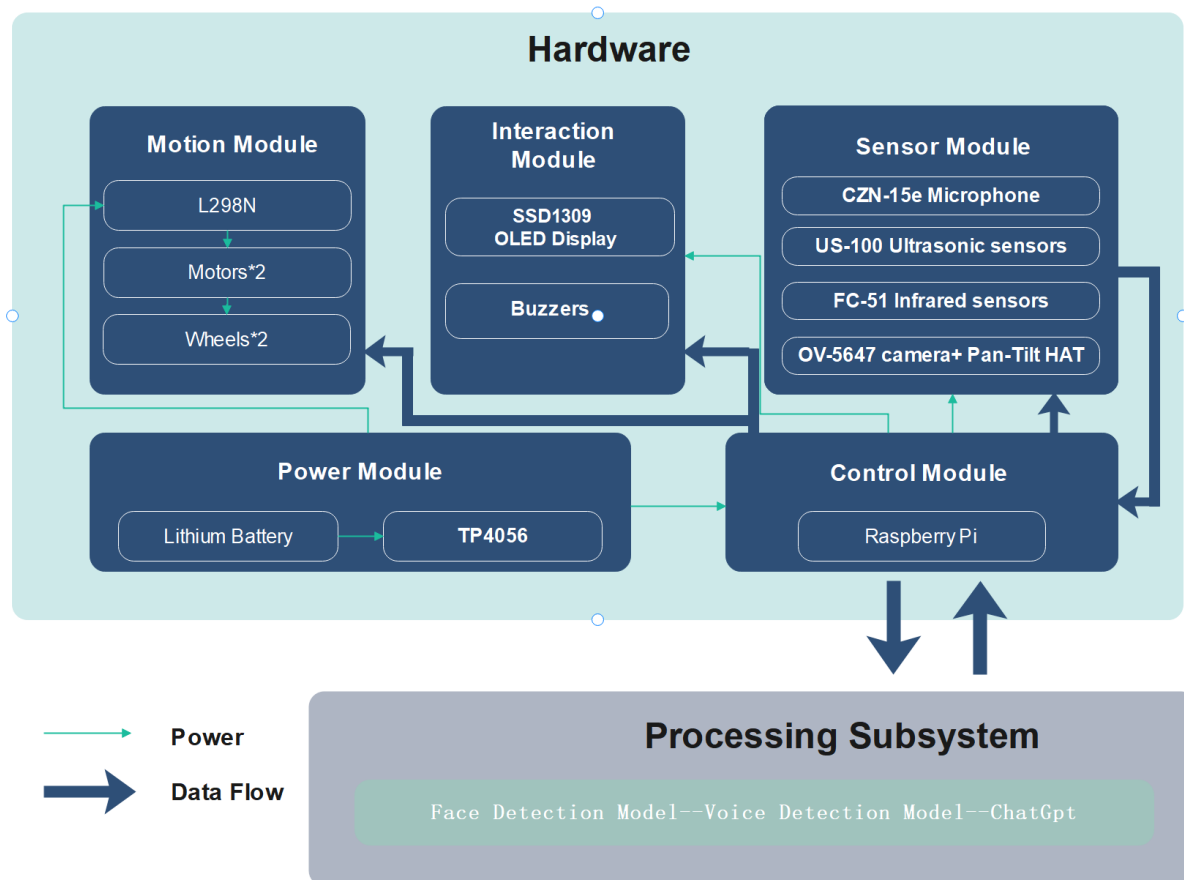 Hardware
Motion Module
L298N
Motors*2
Wheels*2
Interaction
Module
SSD1309
OLED Display
Buzzers
Sensor Module
CZN-15e Microphone
US-100 Ultrasonic sensors
FC-51 Infrared sensors
OV-5647 camera+ Pan-Tilt HAT
Power Module
Lithium Battery
TP4056
Control Module
Raspberry Pi
Power
Data Flow
Processing Subsystem
Face Detection Model--Voice Detection Model--ChatGpt